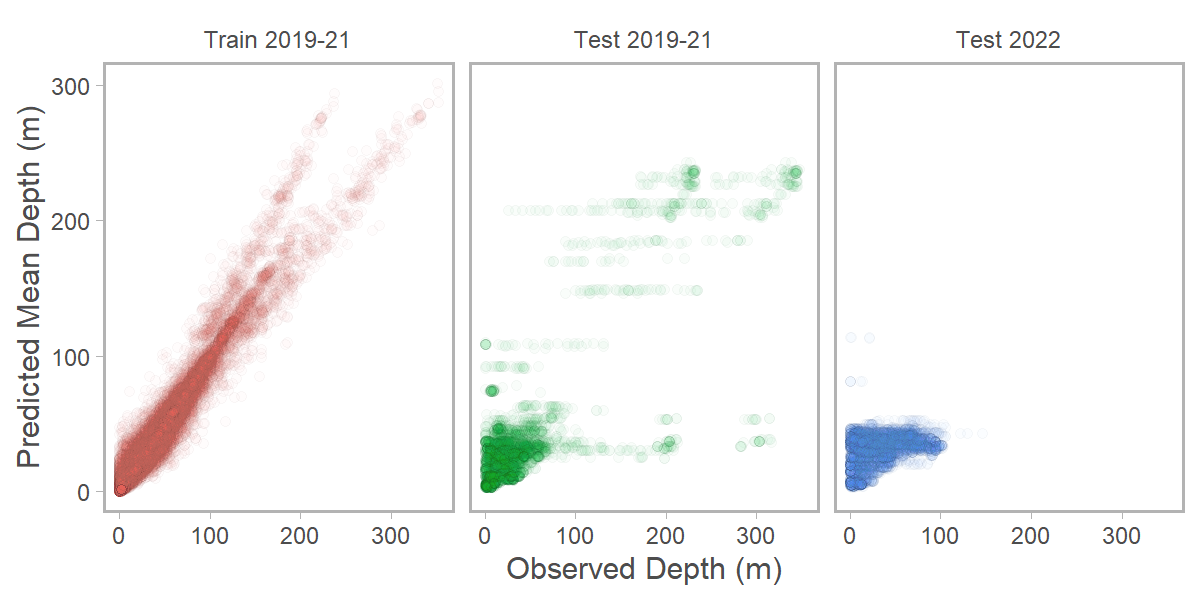 Train 2019-21
Test 2019-21
Test 2022
Predicted Mean Depth (m)
300
200
100
0
0 100 200 300
0 100 200 300
0 100 200 300
Observed Depth (m)